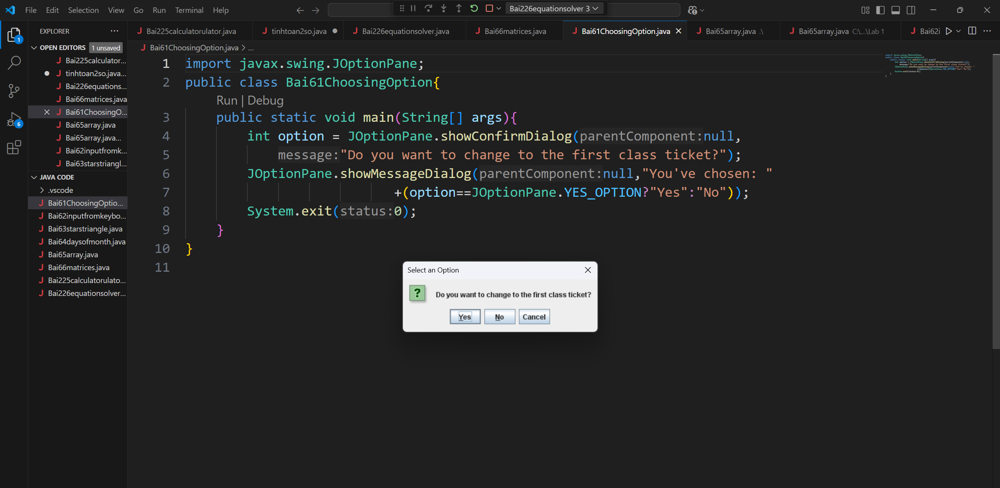 File Edit Selection View Go Run Terminal Help
Bai226equationsolver 3
EXPLORER
Bai225calculatorulator.java
tinhtoan2so.java
Bai226equationsolver.java
Bai66matrices.java
Bai61ChoosingOption.java
Bai65array.java .\
Bai65array.java C:\...\Lab 1
Bai62i
OPEN EDITORS 1 unsaved
Bai225calculator...
tinhtoan2so.java...
Bai226equations...
Bai66matrices.java
Bai61ChoosingO...
Bai65array.java
Bai65array.java...
Bai62inputfromk...
Bai63starstriangl...
1
6
JAVA CODE
.vscode
Bai61ChoosingOptio...
Bai62inputfromkeybo...
Bai63starstriangle.java
Bai64daysofmonth.java
Bai65array.java
Bai66matrices.java
Bai225calculatorulato...
Bai226equationsolver...
Bai61ChoosingOption.java > ...
1 import javax.swing.JOptionPane;
2 public class Bai61ChoosingOption{
Run | Debug
3 public static void main(String[] args){
4 int option = JOptionPane.showConfirmDialog(parentComponent:null,
5 message:"Do you want to change to the first class ticket?");
6 JOptionPane.showMessageDialog(parentComponent:null,"You've chosen: "
7 +(option==JOptionPane.YES_OPTION?"Yes":"No"));
8 System.exit(status:0);
9 }
10 }
11
Select an Option
Do you want to change to the first class ticket?
Yes No Cancel